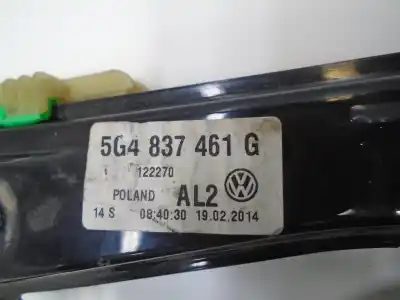 5G4 837 461 G
122270
POLAND AL2
14 S 08:40:30 19.02.2014